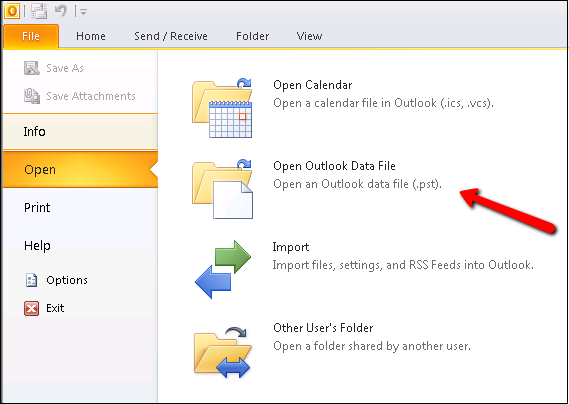 File Home Send / Receive Folder View
Save As
Save Attachments
Info
Open
Print
Help
Options
Exit
Open Calendar
Open a calendar file in Outlook (.ics, .vcs).
Open Outlook Data File
Open an Outlook data file (.pst).
Import
Import files, settings, and RSS Feeds into Outlook.
Other User's Folder
Open a folder shared by another user.